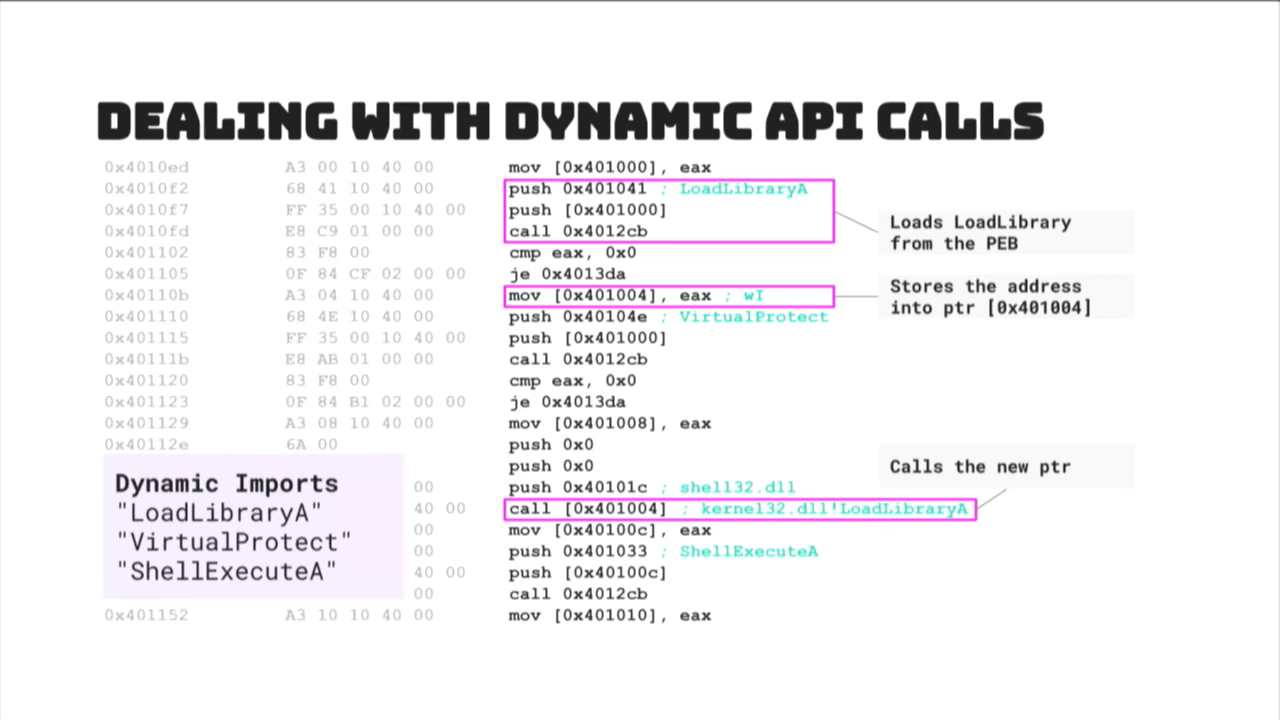 DEALING WITH DYNAMIC API CALLS
0x4010ed A3 00 10 40 00 mov [0x401000], eax
0x4010f2 68 41 10 40 00 push 0x401041 ; LoadLibraryA
0x4010f7 FF 35 00 10 40 00 push [0x401000]
0x4010fd E8 C9 01 00 00 call 0x4012cb
0x401102 83 F8 00 cmp eax, 0x0
0x401105 0F 84 CF 02 00 00 je 0x4013da
0x40110b A3 04 10 40 00 mov [0x401004], eax ; wI
0x401110 68 4E 10 40 00 push 0x40104e ; VirtualProtect
0x401115 FF 35 00 10 40 00 push [0x401000]
0x40111b E8 AB 01 00 00 call 0x4012cb
0x401120 83 F8 00 cmp eax, 0x0
0x401123 0F 84 B1 02 00 00 je 0x4013da
0x401129 A3 08 10 40 00 mov [0x401008], eax
0x40112e 6A 00 push 0x0
push 0x0
00 push 0x40101c ; shell32.dll
40 00 call [0x401004] ; kernel32.dll!LoadLibraryA
00 mov [0x40100c], eax
00 push 0x401033 ; ShellExecuteA
40 00 push [0x40100c]
00 call 0x4012cb
0x401152 A3 10 10 40 00 mov [0x401010], eax
Loads LoadLibrary
from the PEB
Stores the address
into ptr [0x401004]
Calls the new ptr
Dynamic Imports
"LoadLibraryA"
"VirtualProtect"
"ShellExecuteA"